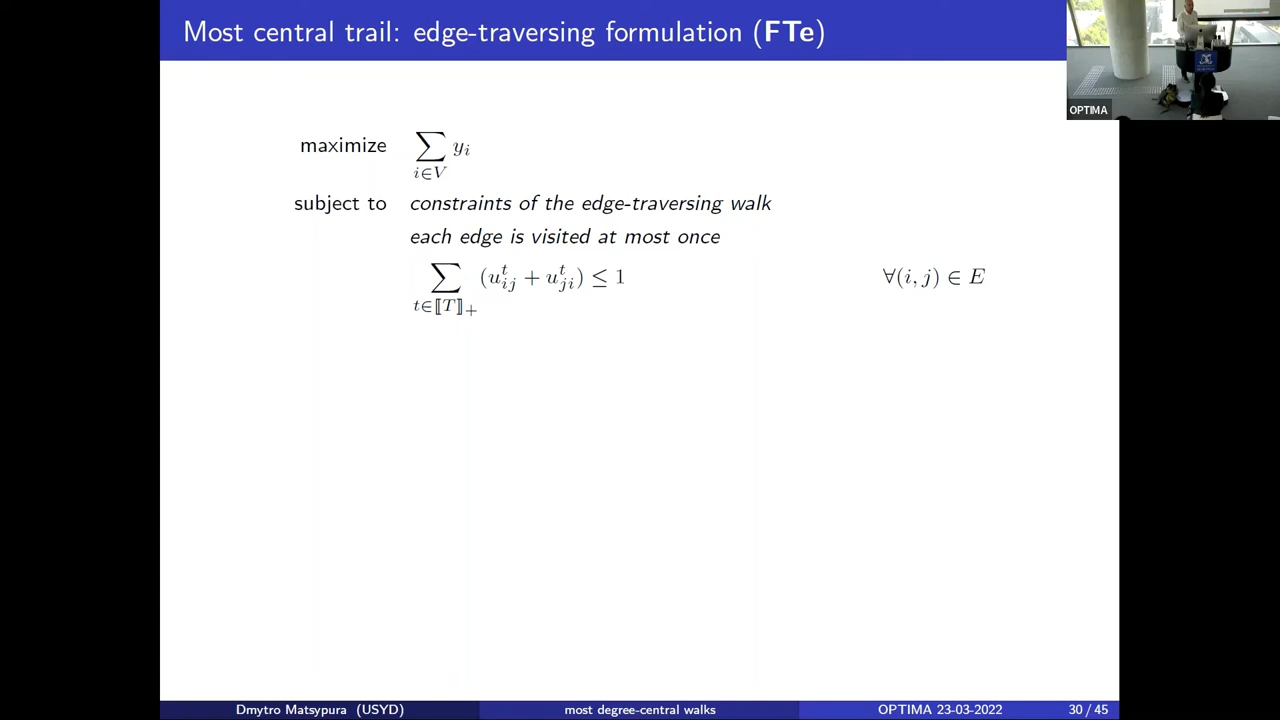 Most central trail: edge-traversing formulation (FTe)
OPTIMA
maximize ∑_{i∈V} y_i
subject to constraints of the edge-traversing walk
each edge is visited at most once
∑_{t∈⟦T⟧_+} (u^t_{ij} + u^t_{ji}) ≤ 1 ∀(i, j) ∈ E
Dmytro Matsypura (USYD) most degree-central walks OPTIMA 23-03-2022 30 / 45